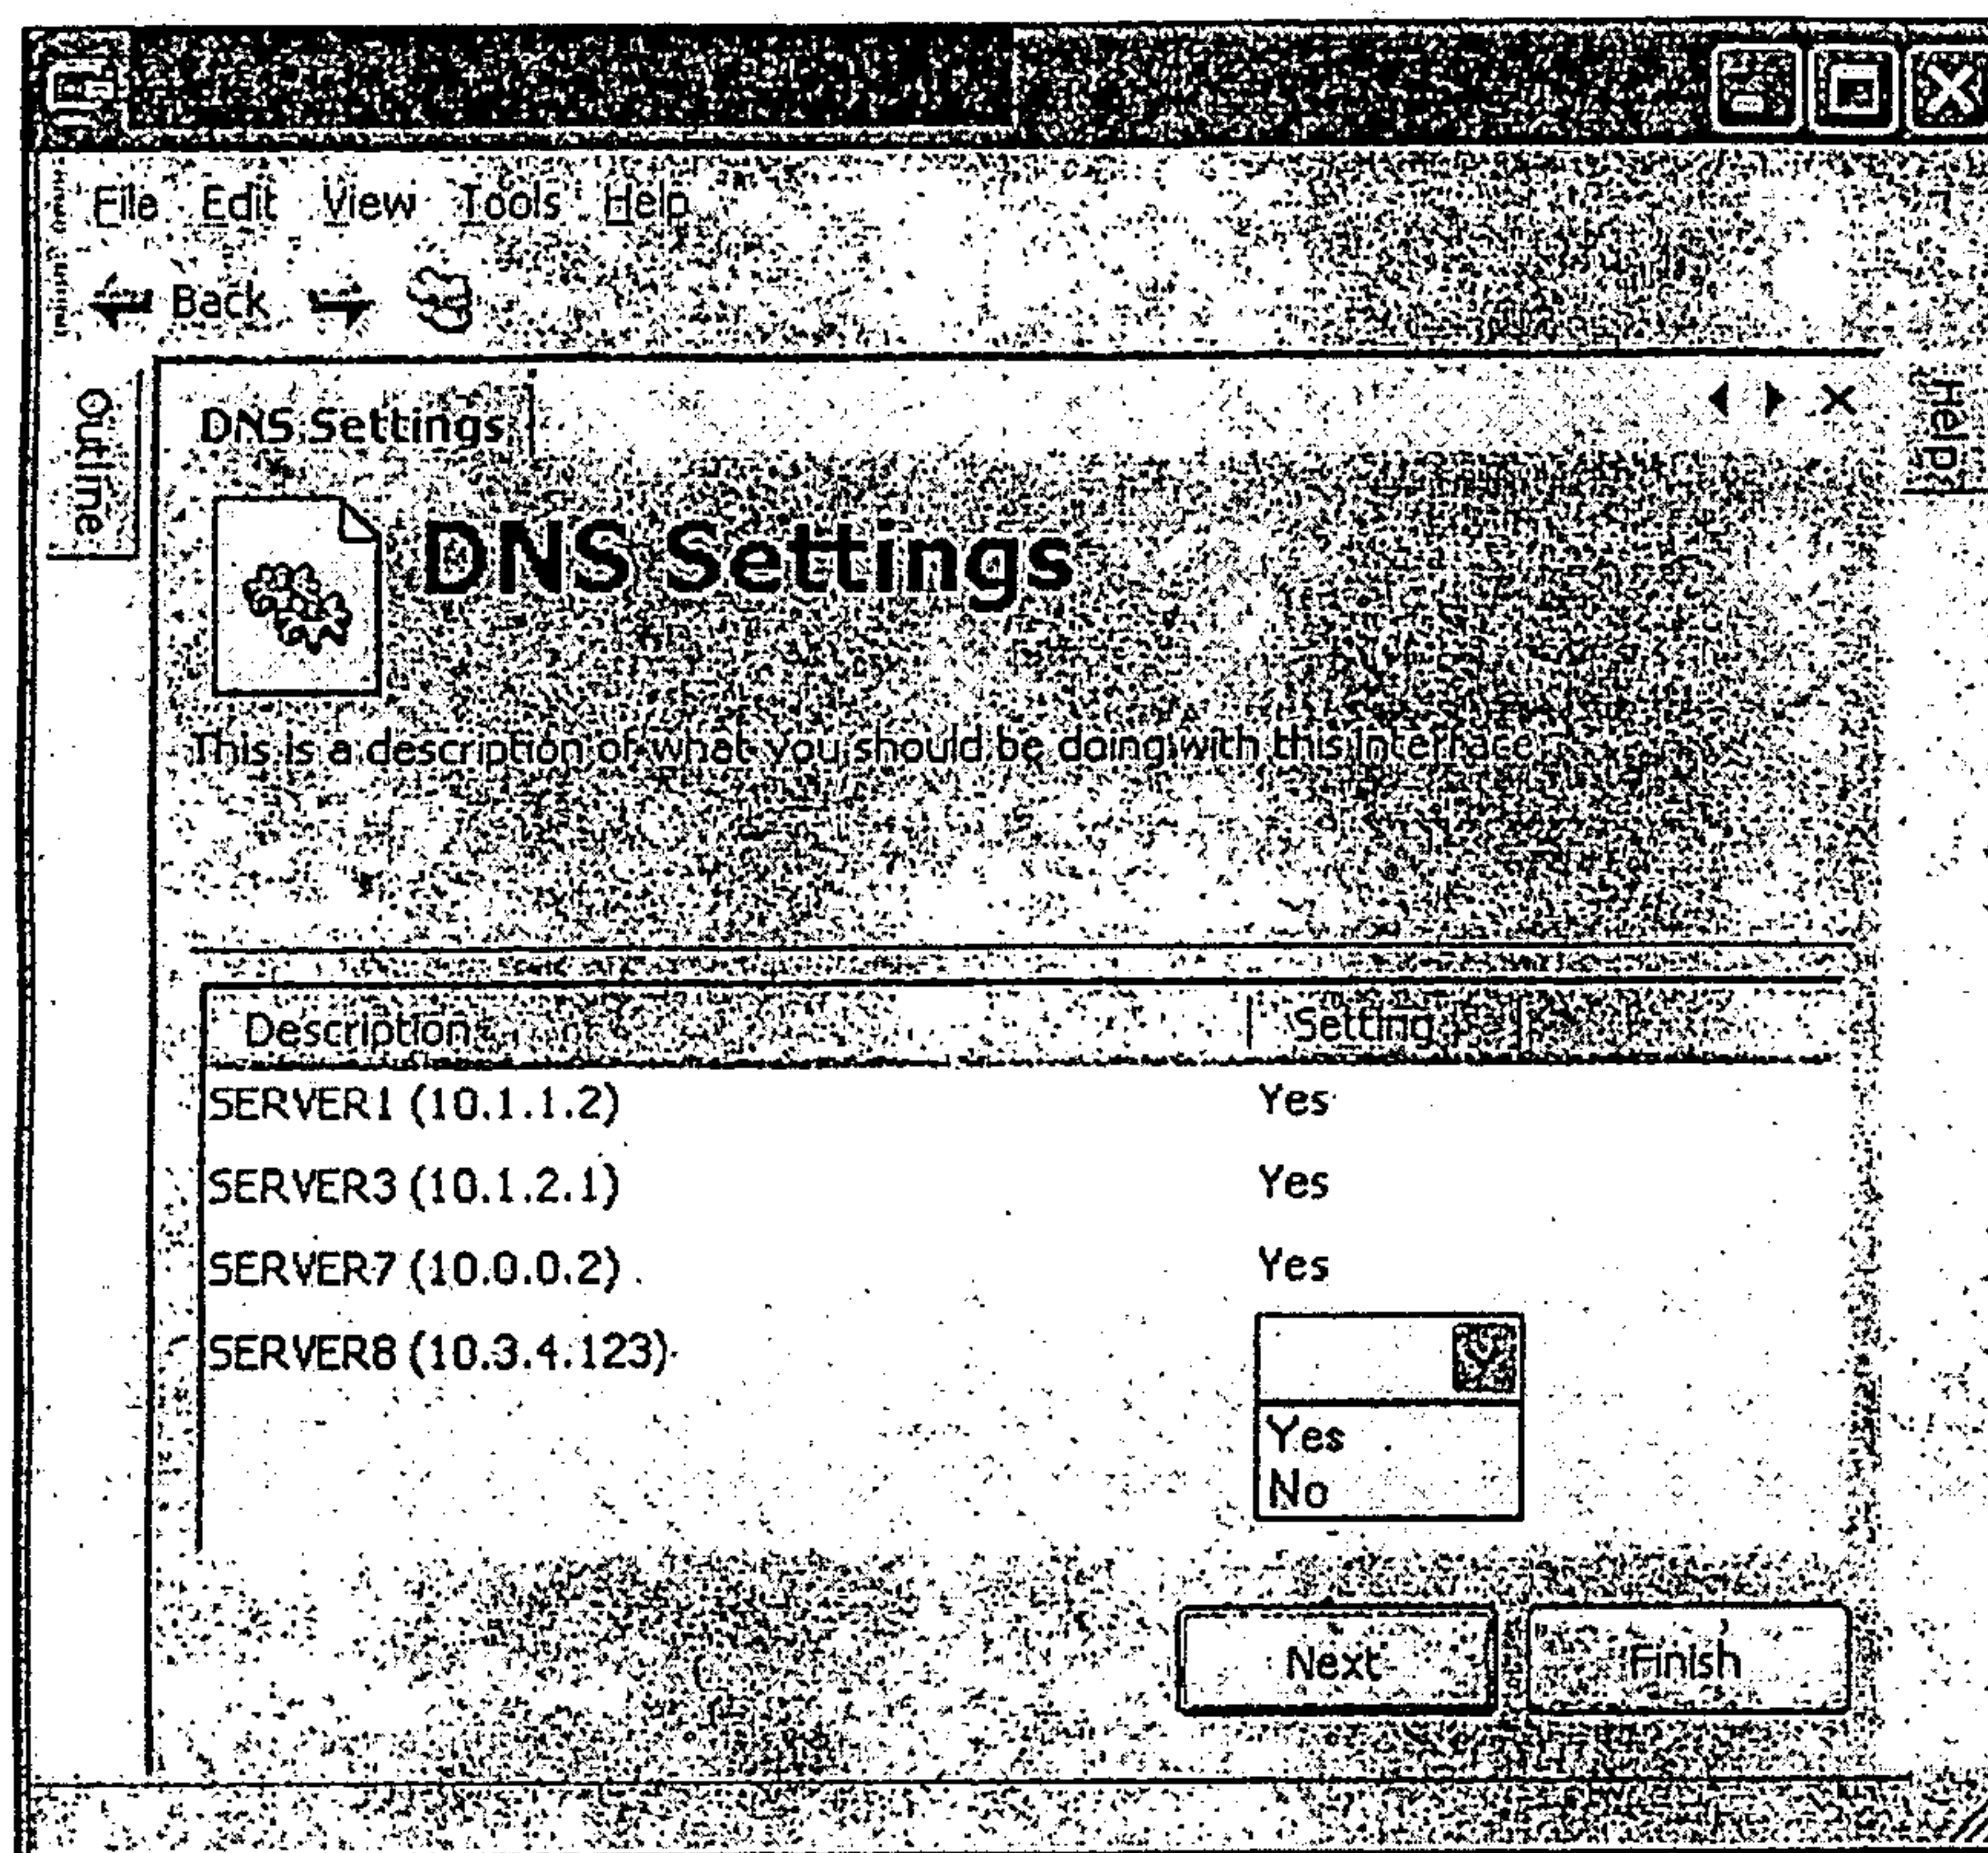 File Edit View Tools Help
Back
Outline
DNS Settings
Help
DNS Settings
This is a description of what you should be doing with this interface
Description Setting
SERVER1 (10.1.1.2) Yes
SERVER3 (10.1.2.1) Yes
SERVER7 (10.0.0.2) Yes
SERVER8 (10.3.4.123)
Yes
No
Next Finish